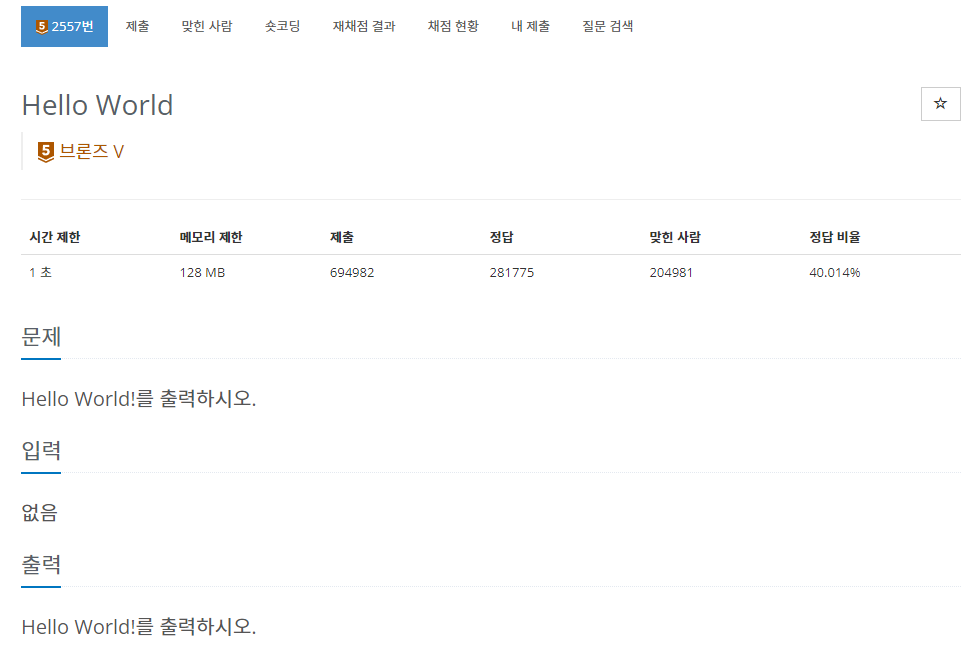 5 2557번 제출 맞힌 사람 숏코딩 재채점 결과 채점 현황 내 제출 질문 검색
Hello World
5 브론즈 V
시간 제한 메모리 제한 제출 정답 맞힌 사람 정답 비율
1 초 128 MB 694982 281775 204981 40.014%
문제
Hello World!를 출력하시오.
입력
없음
출력
Hello World!를 출력하시오.